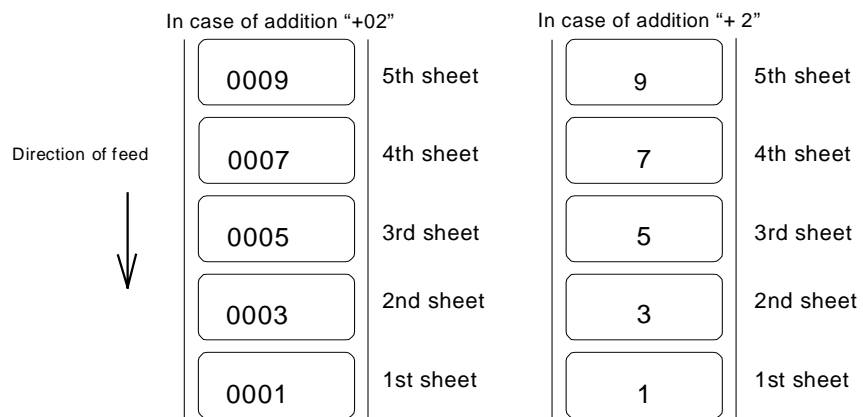 In case of addition “+02” In case of addition “+ 2”
0009 5th sheet 9 5th sheet
Direction of feed 0007 4th sheet 7 4th sheet
0005 3rd sheet 5 3rd sheet
0003 2nd sheet 3 2nd sheet
0001 1st sheet 1 1st sheet